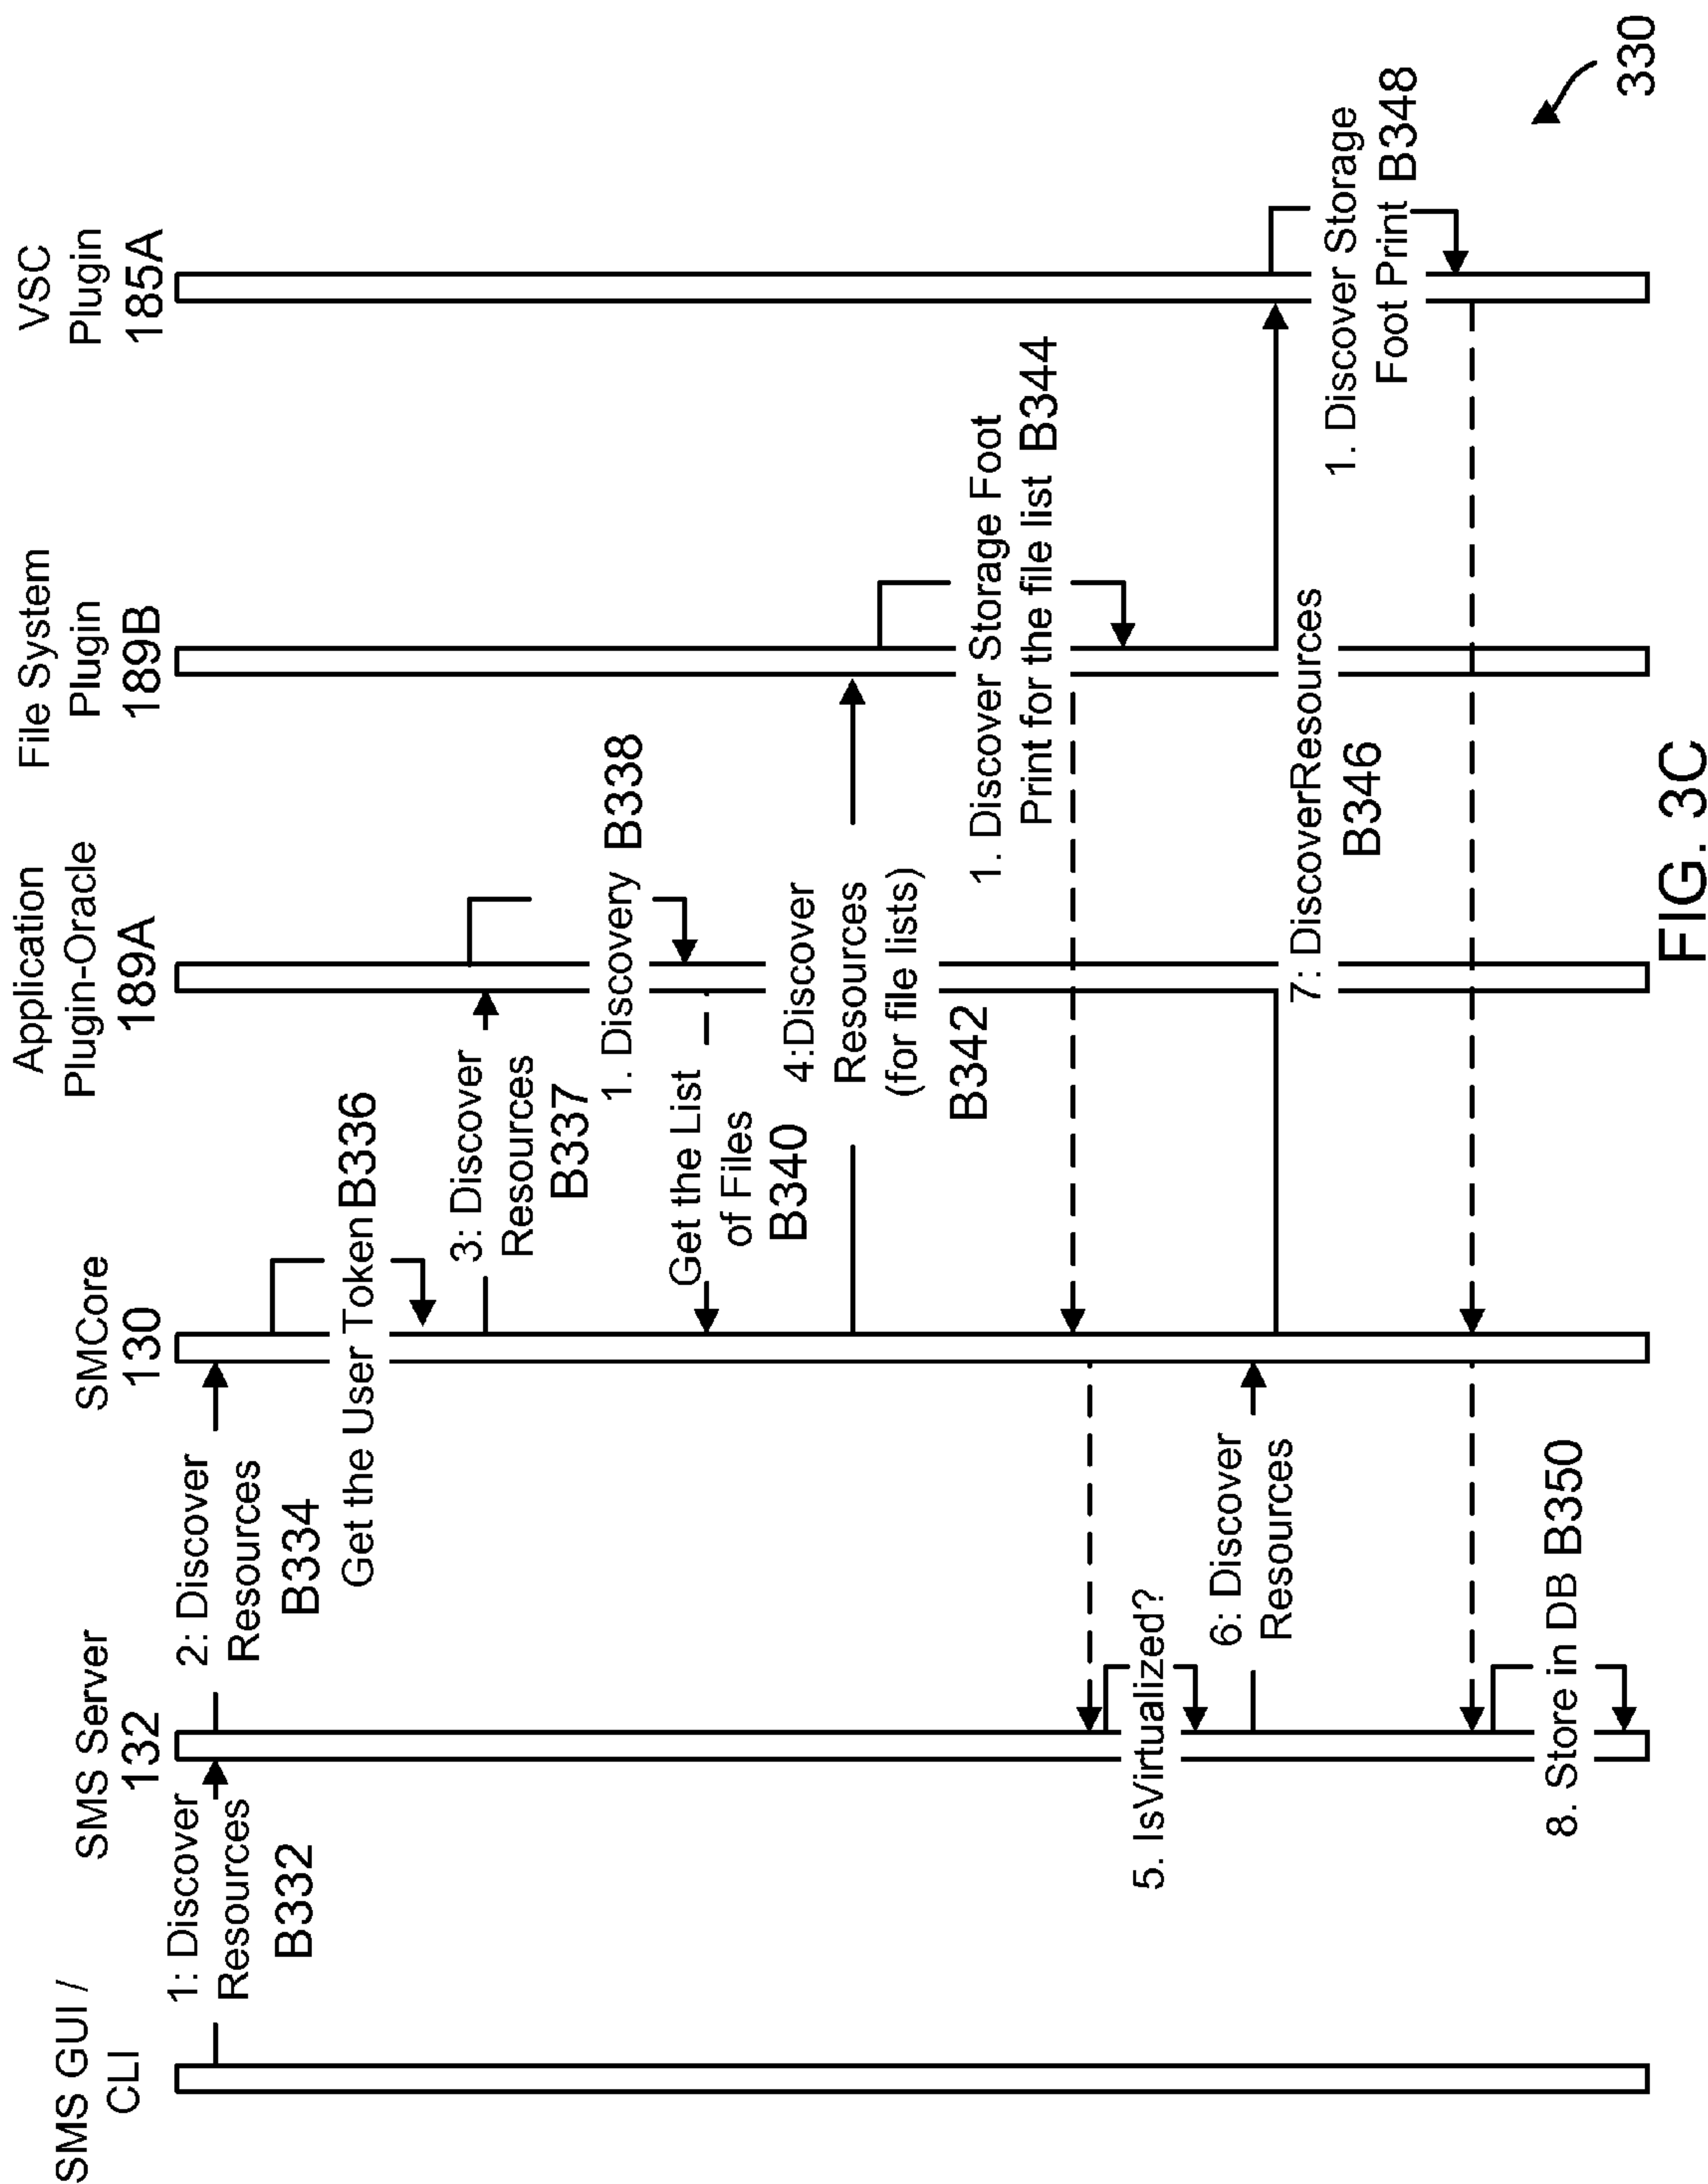 SMS GUI /
CLI
SMS Server
132
SMCore
130
Application
Plugin-Oracle
189A
File System
Plugin
189B
VSC
Plugin
185A
1: Discover
Resources
B332
2: Discover
Resources
B334
Get the User Token B336
3: Discover
Resources
B337
1. Discovery B338
Get the List
of Files
B340
4:Discover
Resources
(for file lists)
B342
1. Discover Storage Foot
Print for the file list B344
5. IsVirtualized?
6: Discover
Resources
7: DiscoverResources
B346
1. Discover Storage
Foot Print B348
8. Store in DB B350
330
FIG. 3C